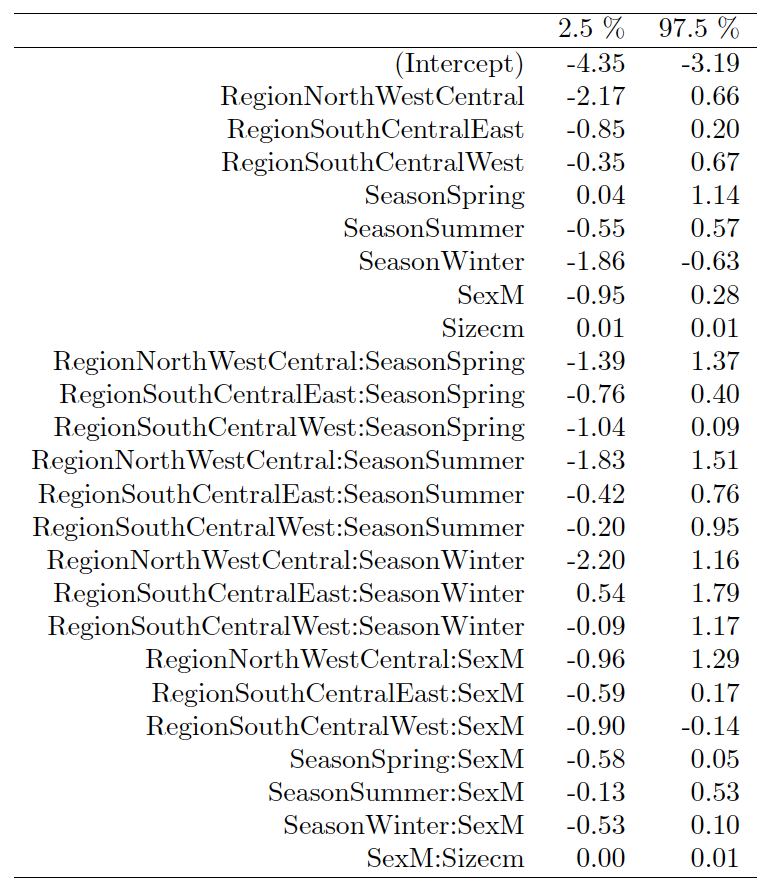 2.5 % 97.5 %
(Intercept) -4.35 -3.19
RegionNorthWestCentral -2.17 0.66
RegionSouthCentralEast -0.85 0.20
RegionSouthCentralWest -0.35 0.67
SeasonSpring 0.04 1.14
SeasonSummer -0.55 0.57
SeasonWinter -1.86 -0.63
SexM -0.95 0.28
Sizecm 0.01 0.01
RegionNorthWestCentral:SeasonSpring -1.39 1.37
RegionSouthCentralEast:SeasonSpring -0.76 0.40
RegionSouthCentralWest:SeasonSpring -1.04 0.09
RegionNorthWestCentral:SeasonSummer -1.83 1.51
RegionSouthCentralEast:SeasonSummer -0.42 0.76
RegionSouthCentralWest:SeasonSummer -0.20 0.95
RegionNorthWestCentral:SeasonWinter -2.20 1.16
RegionSouthCentralEast:SeasonWinter 0.54 1.79
RegionSouthCentralWest:SeasonWinter -0.09 1.17
RegionNorthWestCentral:SexM -0.96 1.29
RegionSouthCentralEast:SexM -0.59 0.17
RegionSouthCentralWest:SexM -0.90 -0.14
SeasonSpring:SexM -0.58 0.05
SeasonSummer:SexM -0.13 0.53
SeasonWinter:SexM -0.53 0.10
SexM:Sizecm 0.00 0.01